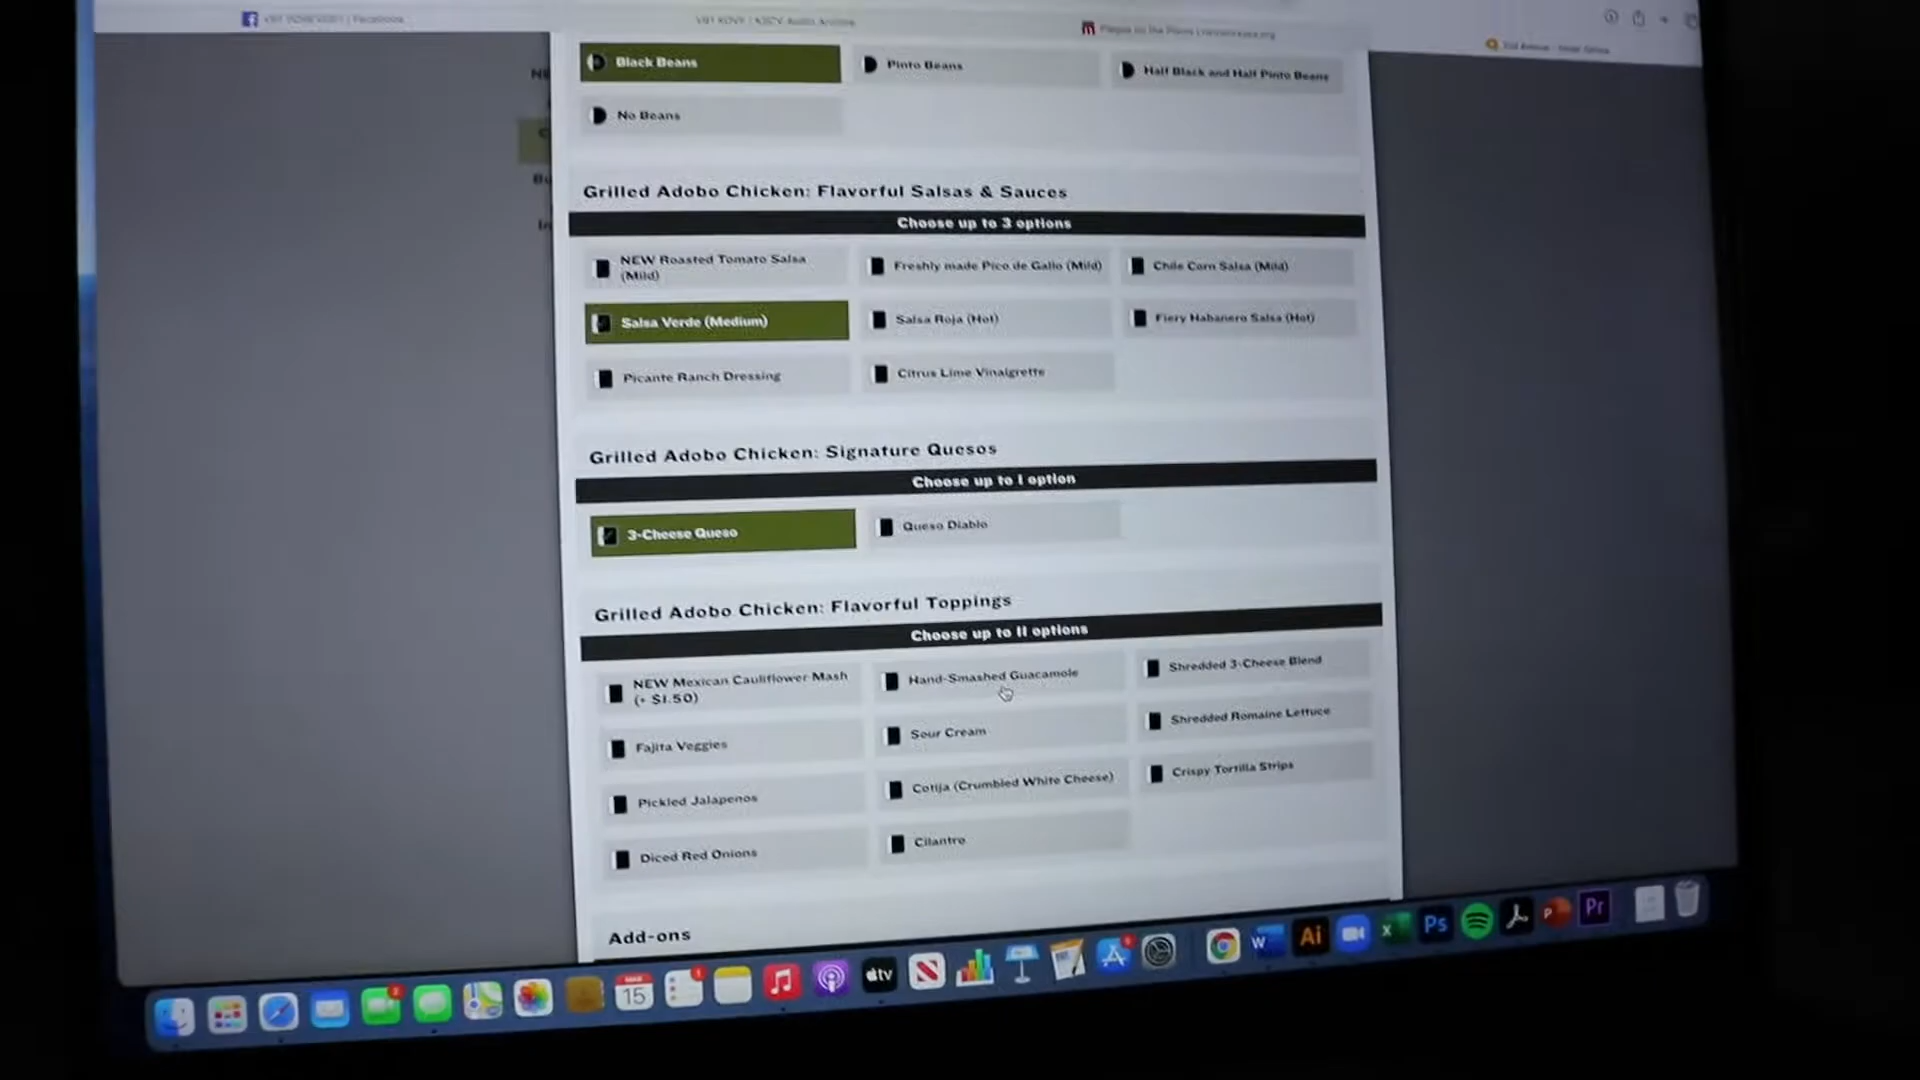 Black Beans
Pinto Beans
Half Black and Half Pinto Beans
No Beans
Grilled Adobo Chicken: Flavorful Salsas & Sauces
Choose up to 3 options
NEW Roasted Tomato Salsa
(Mild)
Freshly made Pico de Gallo (Mild)
Chile Corn Salsa (Mild)
Salsa Verde (Medium)
Salsa Roja (Hot)
Fiery Habanero Salsa (Hot)
Picante Ranch Dressing
Citrus Lime Vinaigrette
Grilled Adobo Chicken: Signature Quesos
Choose up to 1 option
3-Cheese Queso
Queso Diablo
Grilled Adobo Chicken: Flavorful Toppings
Choose up to 11 options
NEW Mexican Cauliflower Mash
(+ $1.50)
Hand-Smashed Guacamole
Shredded 3-Cheese Blend
Fajita Veggies
Sour Cream
Shredded Romaine Lettuce
Pickled Jalapenos
Cotija (Crumbled White Cheese)
Crispy Tortilla Strips
Diced Red Onions
Cilantro
Add-ons
MAR
15
tv
W
Ai
X
Ps
P
Pr